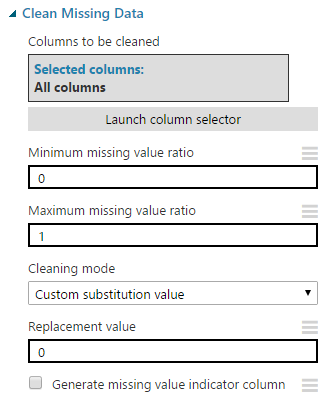 Clean Missing Data
Columns to be cleaned
Selected columns:
All columns
Launch column selector
Minimum missing value ratio
0
Maximum missing value ratio
1
Cleaning mode
Custom substitution value
Replacement value
0
Generate missing value indicator column